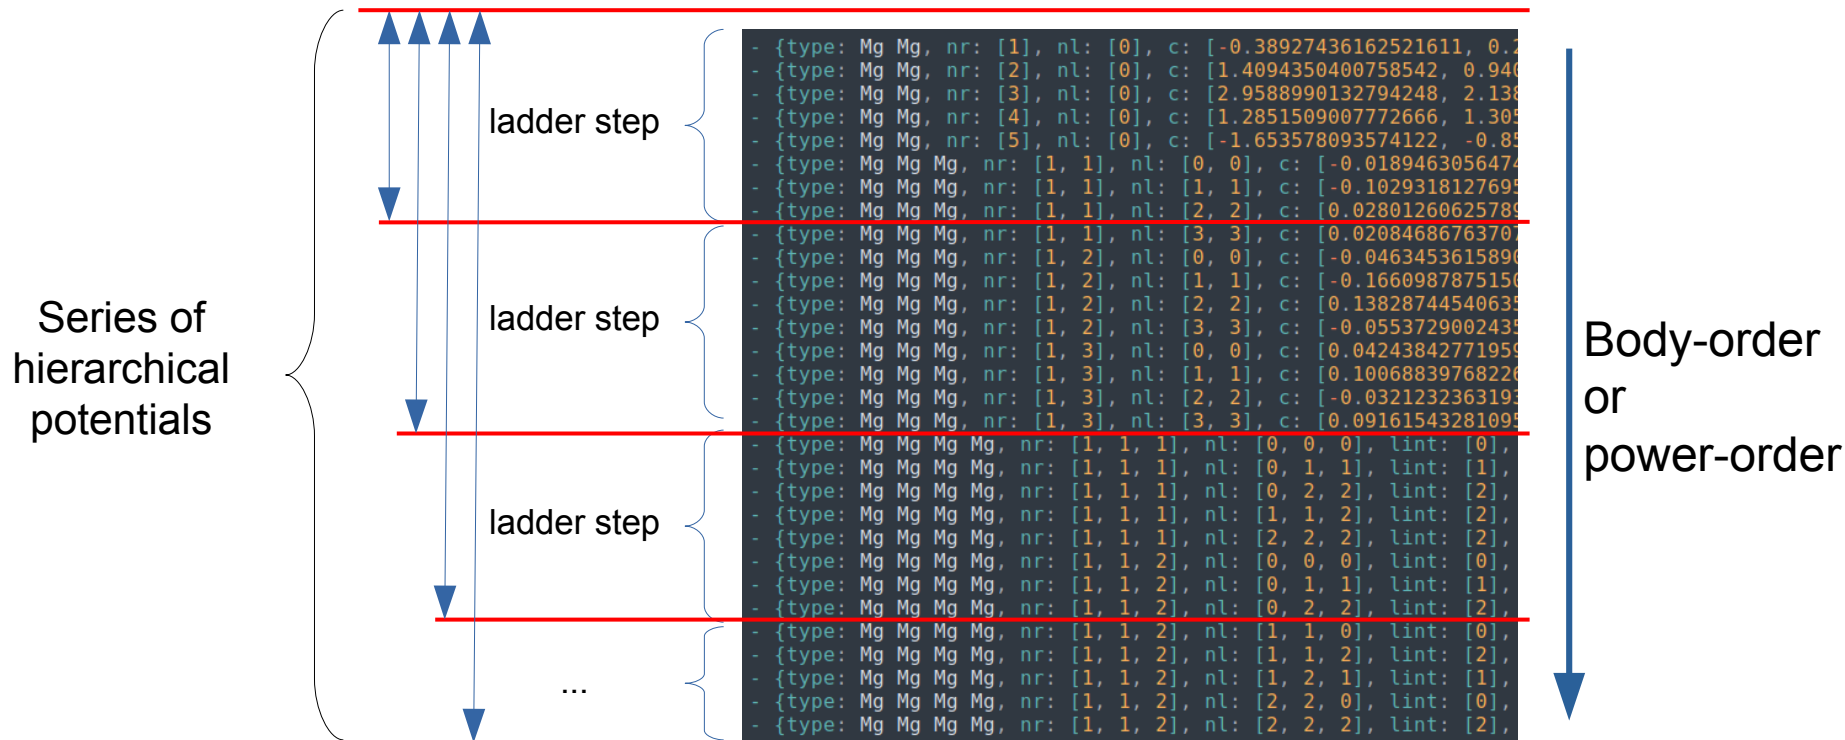 Series of
hierarchical
potentials
ladder step
ladder step
ladder step
...
- {type: Mg Mg, nr: [1], nl: [0], c: [-0.38927436162521611, 0.2
- {type: Mg Mg, nr: [2], nl: [0], c: [1.4094350400758542, 0.940
- {type: Mg Mg, nr: [3], nl: [0], c: [2.9588990132794248, 2.138
- {type: Mg Mg, nr: [4], nl: [0], c: [1.2851509007772666, 1.305
- {type: Mg Mg, nr: [5], nl: [0], c: [-1.653578093574122, -0.85
- {type: Mg Mg Mg, nr: [1, 1], nl: [0, 0], c: [-0.0189463056474
- {type: Mg Mg Mg, nr: [1, 1], nl: [1, 1], c: [-0.1029318127695
- {type: Mg Mg Mg, nr: [1, 1], nl: [2, 2], c: [0.02801260625789
- {type: Mg Mg Mg, nr: [1, 1], nl: [3, 3], c: [0.02084686763707
- {type: Mg Mg Mg, nr: [1, 2], nl: [0, 0], c: [-0.0463453615890
- {type: Mg Mg Mg, nr: [1, 2], nl: [1, 1], c: [-0.1660987875150
- {type: Mg Mg Mg, nr: [1, 2], nl: [2, 2], c: [0.13828744540635
- {type: Mg Mg Mg, nr: [1, 2], nl: [3, 3], c: [-0.0553729002435
- {type: Mg Mg Mg, nr: [1, 3], nl: [0, 0], c: [0.04243842771959
- {type: Mg Mg Mg, nr: [1, 3], nl: [1, 1], c: [0.10068839768226
- {type: Mg Mg Mg, nr: [1, 3], nl: [2, 2], c: [-0.0321232363193
- {type: Mg Mg Mg, nr: [1, 3], nl: [3, 3], c: [0.09161543281095
- {type: Mg Mg Mg Mg, nr: [1, 1, 1], nl: [0, 0, 0], lint: [0],
- {type: Mg Mg Mg Mg, nr: [1, 1, 1], nl: [0, 1, 1], lint: [1],
- {type: Mg Mg Mg Mg, nr: [1, 1, 1], nl: [0, 2, 2], lint: [2],
- {type: Mg Mg Mg Mg, nr: [1, 1, 1], nl: [1, 1, 2], lint: [2],
- {type: Mg Mg Mg Mg, nr: [1, 1, 1], nl: [2, 2, 2], lint: [2],
- {type: Mg Mg Mg Mg, nr: [1, 1, 2], nl: [0, 0, 0], lint: [0],
- {type: Mg Mg Mg Mg, nr: [1, 1, 2], nl: [0, 1, 1], lint: [1],
- {type: Mg Mg Mg Mg, nr: [1, 1, 2], nl: [0, 2, 2], lint: [2],
- {type: Mg Mg Mg Mg, nr: [1, 1, 2], nl: [1, 1, 0], lint: [0],
- {type: Mg Mg Mg Mg, nr: [1, 1, 2], nl: [1, 1, 2], lint: [2],
- {type: Mg Mg Mg Mg, nr: [1, 1, 2], nl: [1, 2, 1], lint: [1],
- {type: Mg Mg Mg Mg, nr: [1, 1, 2], nl: [2, 2, 0], lint: [0],
- {type: Mg Mg Mg Mg, nr: [1, 1, 2], nl: [2, 2, 2], lint: [2],
Body-order
or
power-order